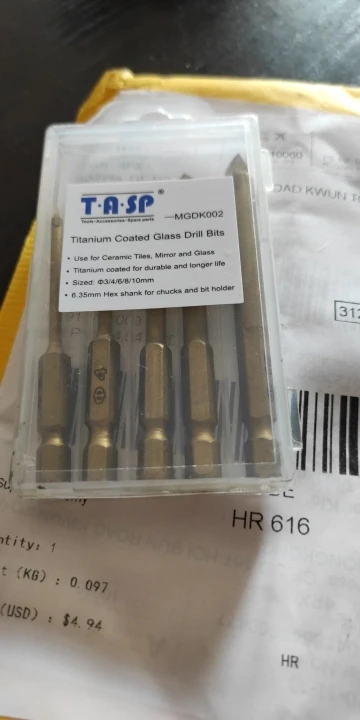 T·A·SP®
Tools·Accessories·Spare parts
—MGDK002
Titanium Coated Glass Drill Bits
• Use for Ceramic Tiles, Mirror and Glass
• Titanium coated for durable and longer life
• Sized: Φ3/4/6/8/10mm
• 6.35mm Hex shank for chucks and bit holder
OAD KWUN
312
HR 616
ntity: 1
(KG) : 0.097
(USD) : $4.94
HR